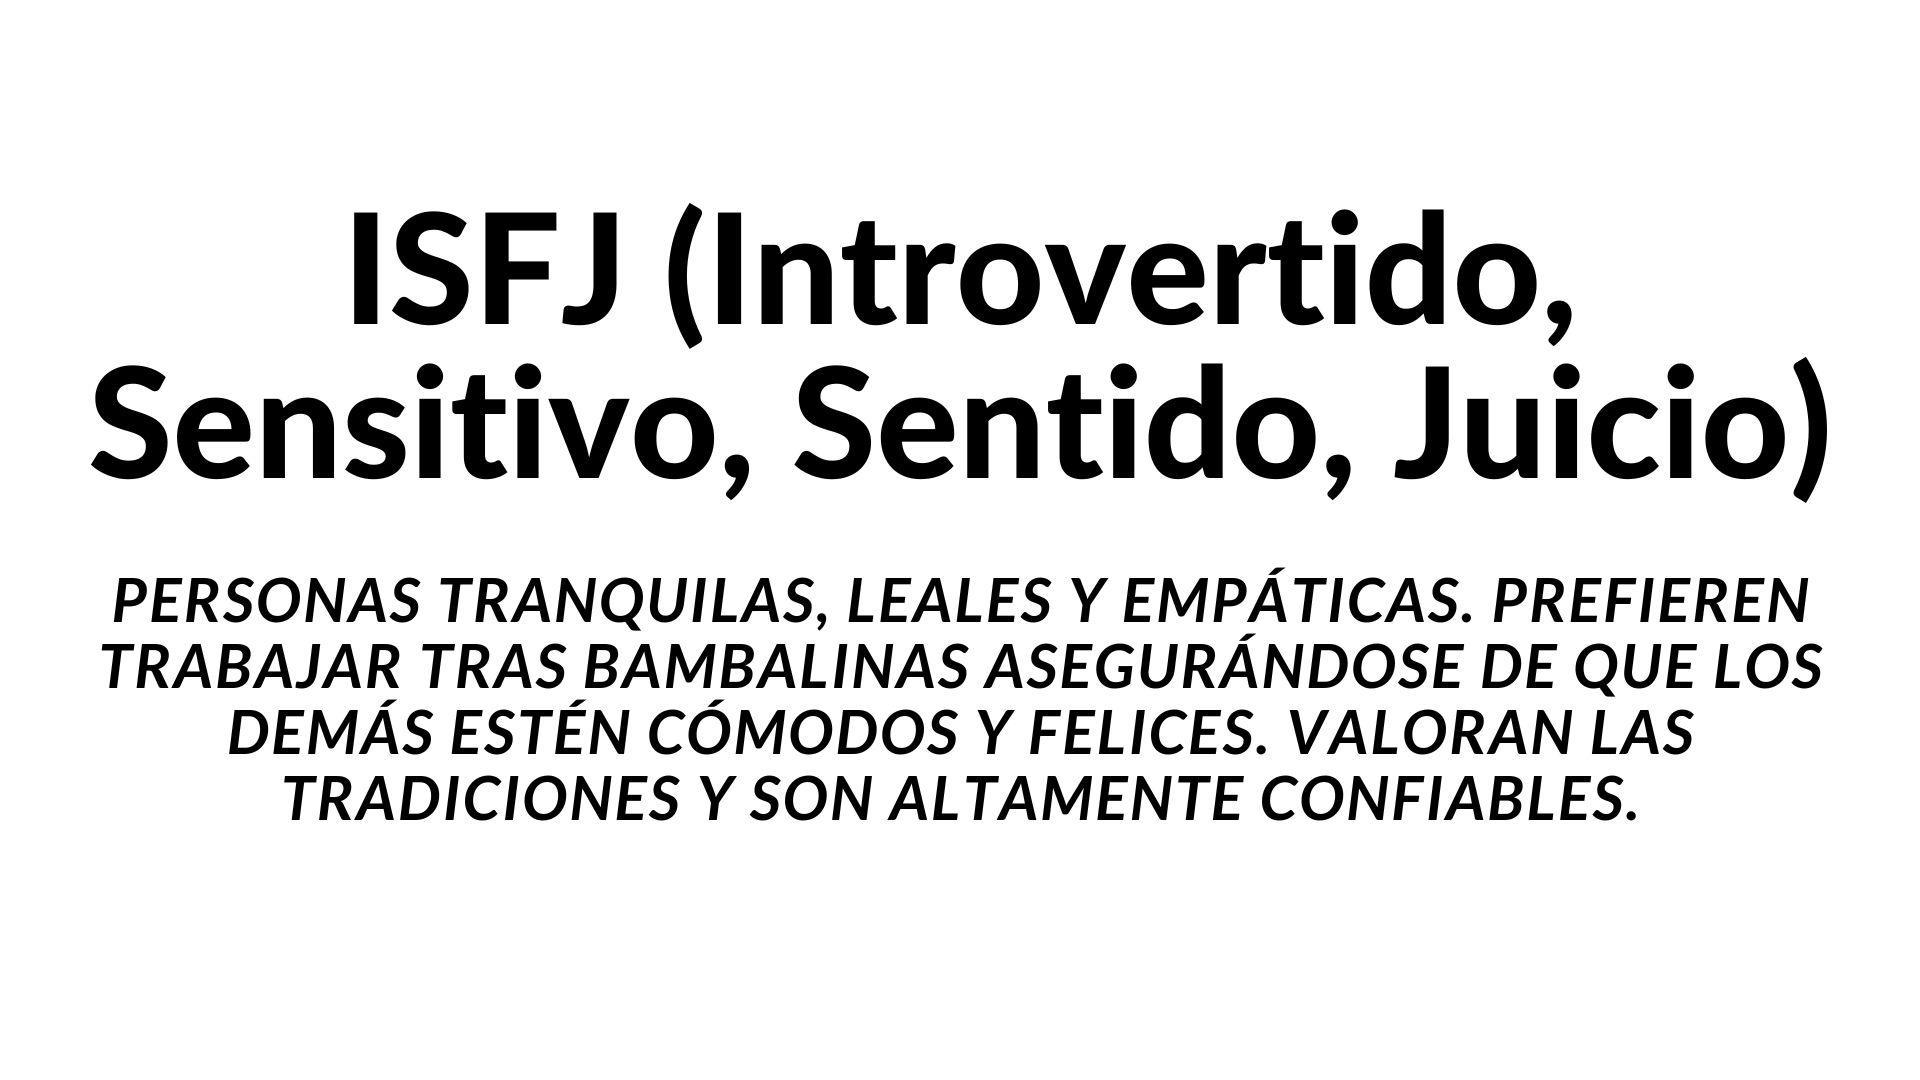 ISFJ (Introvertido,
Sensitivo, Sentido, Juicio)
PERSONAS TRANQUILAS, LEALES Y EMPÁTICAS. PREFIEREN
TRABAJAR TRAS BAMBALINAS ASEGURÁNDOSE DE QUE LOS
DEMÁS ESTÉN CÓMODOS Y FELICES. VALORAN LAS
TRADICIONES Y SON ALTAMENTE CONFIABLES.